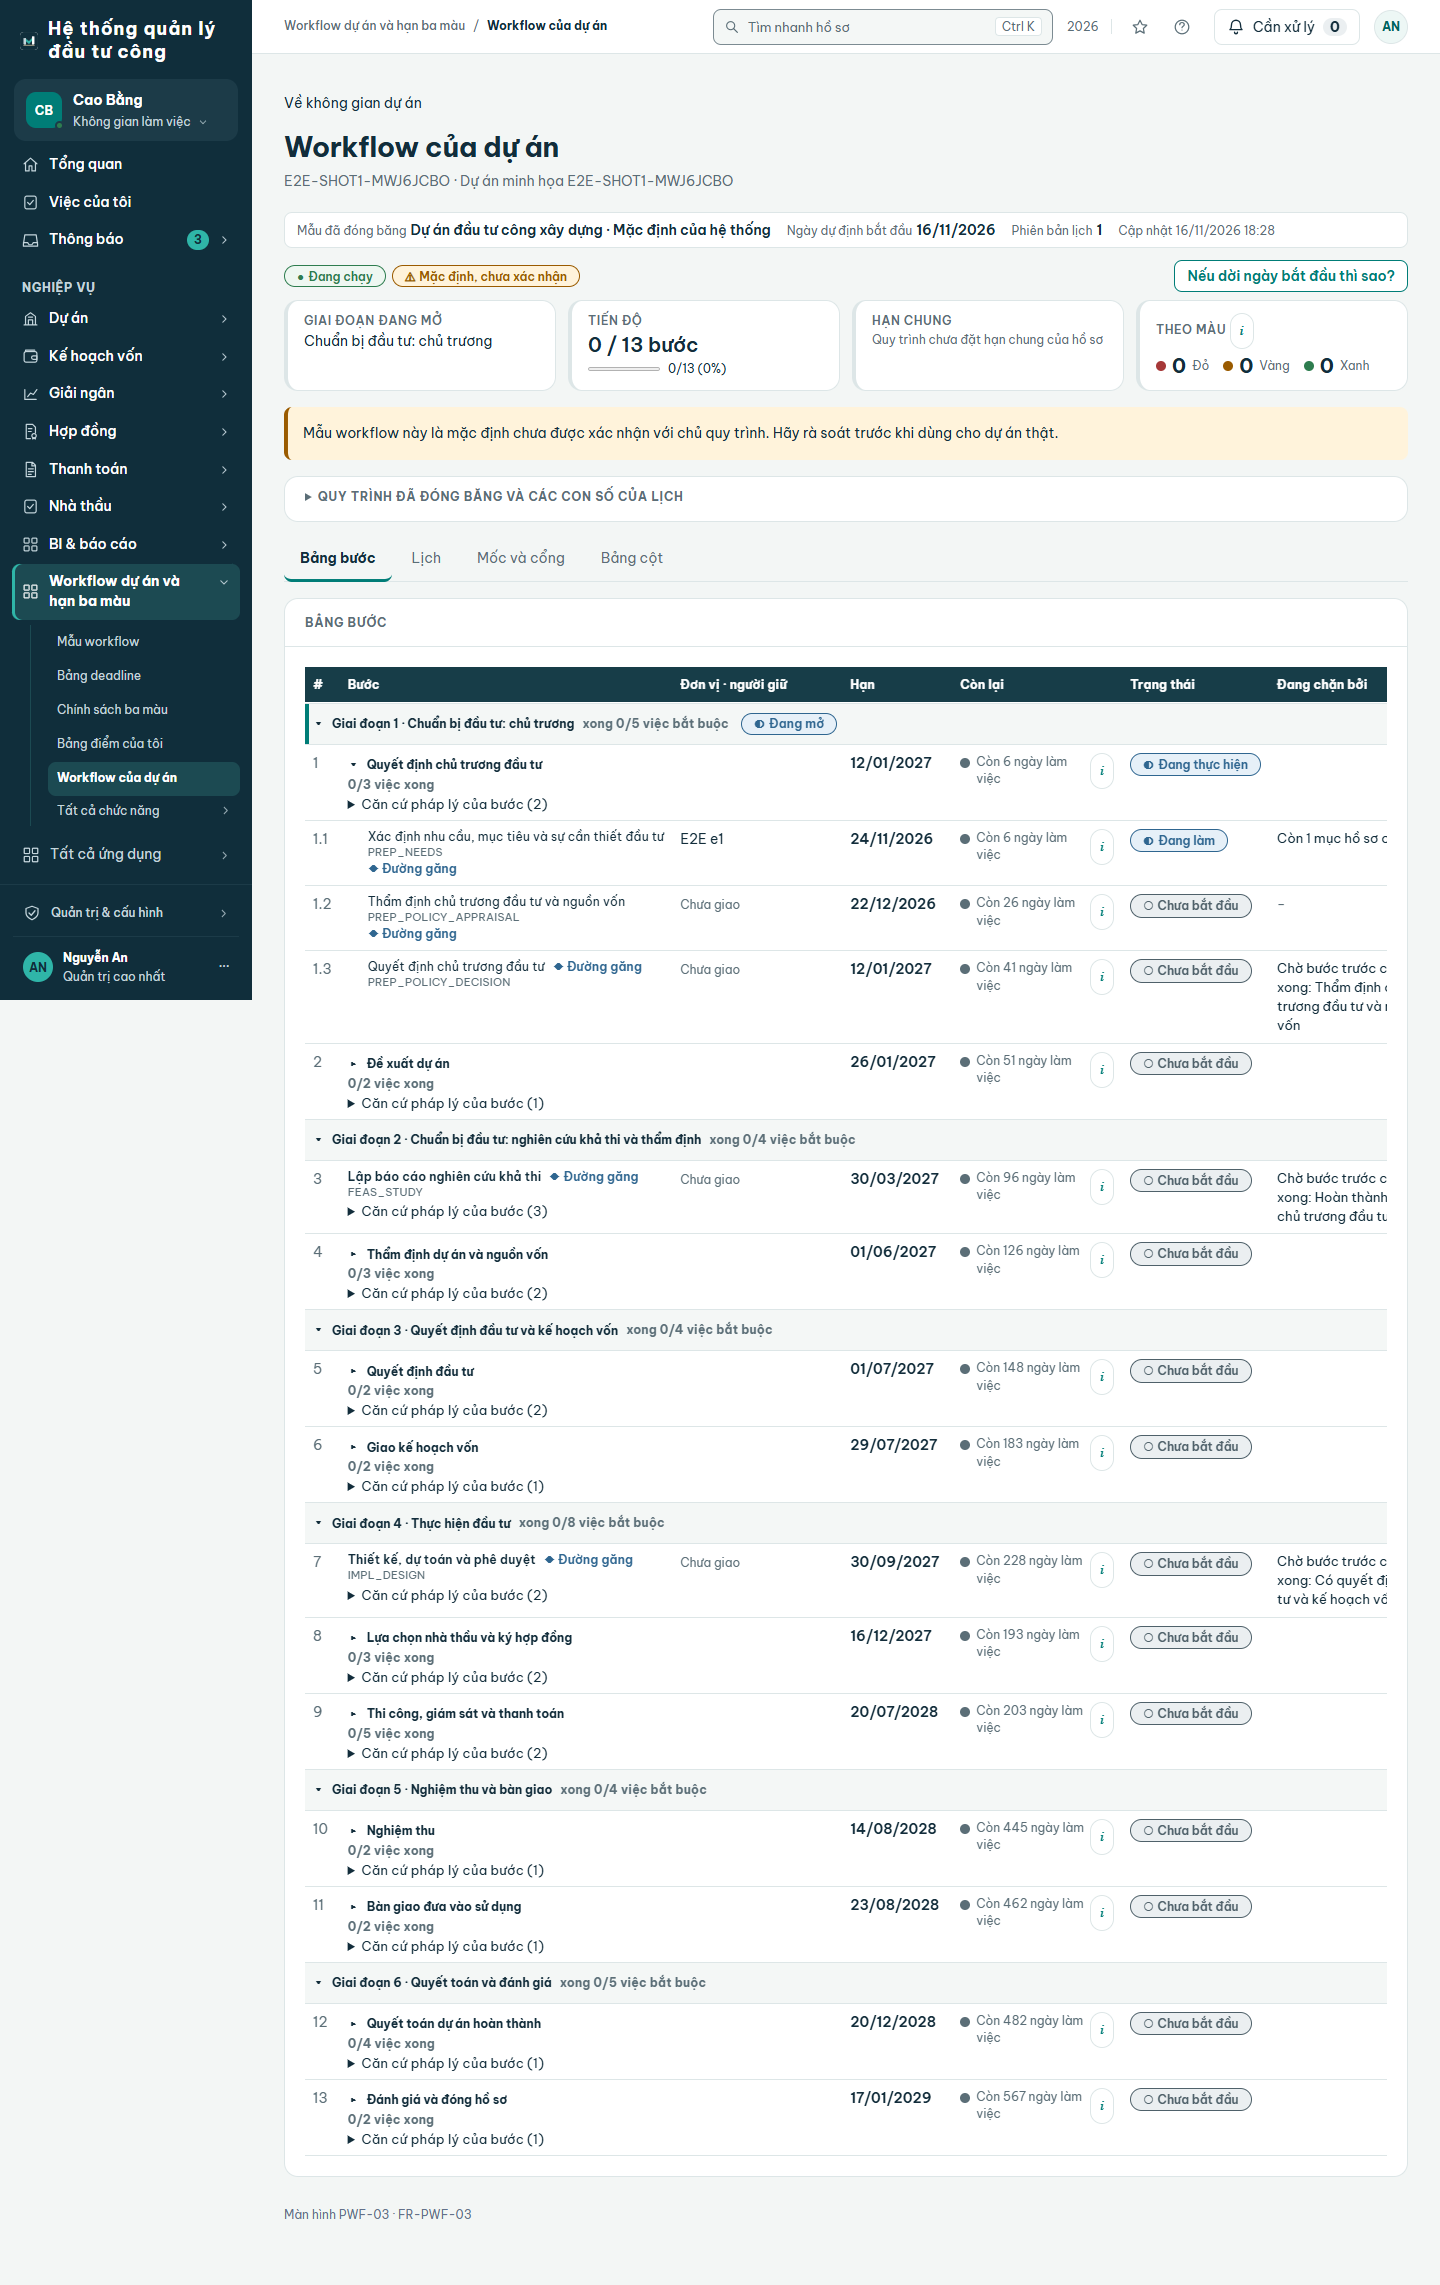 Hệ thống quản lý
đầu tư công
CB
Cao Bằng
Không gian làm việc
Tổng quan
Việc của tôi
Thông báo 3
NGHIỆP VỤ
Dự án
Kế hoạch vốn
Giải ngân
Hợp đồng
Thanh toán
Nhà thầu
BI & báo cáo
Workflow dự án và
hạn ba màu
Mẫu workflow
Bảng deadline
Chính sách ba màu
Bảng điểm của tôi
Workflow của dự án
Tất cả chức năng
Tất cả ứng dụng
Quản trị & cấu hình
AN
Nguyễn An
Quản trị cao nhất
Workflow dự án và hạn ba màu / Workflow của dự án
Tìm nhanh hồ sơ Ctrl K 2026 Cần xử lý 0 AN
Về không gian dự án
Workflow của dự án
E2E-SHOT1-MWJ6JCBO · Dự án minh họa E2E-SHOT1-MWJ6JCBO
Mẫu đã đóng băng Dự án đầu tư công xây dựng · Mặc định của hệ thống Ngày dự định bắt đầu 16/11/2026 Phiên bản lịch 1 Cập nhật 16/11/2026 18:28
Đang chạy Mặc định, chưa xác nhận Nếu dời ngày bắt đầu thì sao?
GIAI ĐOẠN ĐANG MỞ
Chuẩn bị đầu tư: chủ trương
TIẾN ĐỘ
0 / 13 bước
0/13 (0%)
HẠN CHUNG
Quy trình chưa đặt hạn chung của hồ sơ
THEO MÀU i
0 Đỏ 0 Vàng 0 Xanh
Mẫu workflow này là mặc định chưa được xác nhận với chủ quy trình. Hãy rà soát trước khi dùng cho dự án thật.
QUY TRÌNH ĐÃ ĐÓNG BĂNG VÀ CÁC CON SỐ CỦA LỊCH
Bảng bước Lịch Mốc và cổng Bảng cột
BẢNG BƯỚC
# Bước Đơn vị · người giữ Hạn Còn lại Trạng thái Đang chặn bởi
Giai đoạn 1 · Chuẩn bị đầu tư: chủ trương xong 0/5 việc bắt buộc Đang mở
1 Quyết định chủ trương đầu tư 12/01/2027 Còn 6 ngày làm việc i Đang thực hiện
0/3 việc xong
Căn cứ pháp lý của bước (2)
1.1 Xác định nhu cầu, mục tiêu và sự cần thiết đầu tư E2E e1 24/11/2026 Còn 6 ngày làm việc i Đang làm Còn 1 mục hồ sơ
PREP_NEEDS
Đường găng
1.2 Thẩm định chủ trương đầu tư và nguồn vốn Chưa giao 22/12/2026 Còn 26 ngày làm việc i Chưa bắt đầu –
PREP_POLICY_APPRAISAL
Đường găng
1.3 Quyết định chủ trương đầu tư Đường găng Chưa giao 12/01/2027 Còn 41 ngày làm việc i Chưa bắt đầu Chờ bước trước
PREP_POLICY_DECISION
xong: Thẩm định
trương đầu tư và
vốn
2 Đề xuất dự án 26/01/2027 Còn 51 ngày làm việc i Chưa bắt đầu
0/2 việc xong
Căn cứ pháp lý của bước (1)
Giai đoạn 2 · Chuẩn bị đầu tư: nghiên cứu khả thi và thẩm định xong 0/4 việc bắt buộc
3 Lập báo cáo nghiên cứu khả thi Đường găng Chưa giao 30/03/2027 Còn 96 ngày làm việc i Chưa bắt đầu Chờ bước trước
FEAS_STUDY
xong: Hoàn thành
Căn cứ pháp lý của bước (3)
chủ trương đầu
4 Thẩm định dự án và nguồn vốn 01/06/2027 Còn 126 ngày làm việc i Chưa bắt đầu
0/3 việc xong
Căn cứ pháp lý của bước (2)
Giai đoạn 3 · Quyết định đầu tư và kế hoạch vốn xong 0/4 việc bắt buộc
5 Quyết định đầu tư 01/07/2027 Còn 148 ngày làm việc i Chưa bắt đầu
0/2 việc xong
Căn cứ pháp lý của bước (2)
6 Giao kế hoạch vốn 29/07/2027 Còn 183 ngày làm việc i Chưa bắt đầu
0/2 việc xong
Căn cứ pháp lý của bước (1)
Giai đoạn 4 · Thực hiện đầu tư xong 0/8 việc bắt buộc
7 Thiết kế, dự toán và phê duyệt Đường găng Chưa giao 30/09/2027 Còn 228 ngày làm việc i Chưa bắt đầu Chờ bước trước
IMPL_DESIGN
xong: Có quyết
Căn cứ pháp lý của bước (2)
tư và kế hoạch
8 Lựa chọn nhà thầu và ký hợp đồng 16/12/2027 Còn 193 ngày làm việc i Chưa bắt đầu
0/3 việc xong
Căn cứ pháp lý của bước (2)
9 Thi công, giám sát và thanh toán 20/07/2028 Còn 203 ngày làm việc i Chưa bắt đầu
0/5 việc xong
Căn cứ pháp lý của bước (2)
Giai đoạn 5 · Nghiệm thu và bàn giao xong 0/4 việc bắt buộc
10 Nghiệm thu 14/08/2028 Còn 445 ngày làm việc i Chưa bắt đầu
0/2 việc xong
Căn cứ pháp lý của bước (1)
11 Bàn giao đưa vào sử dụng 23/08/2028 Còn 462 ngày làm việc i Chưa bắt đầu
0/2 việc xong
Căn cứ pháp lý của bước (1)
Giai đoạn 6 · Quyết toán và đánh giá xong 0/5 việc bắt buộc
12 Quyết toán dự án hoàn thành 20/12/2028 Còn 482 ngày làm việc i Chưa bắt đầu
0/4 việc xong
Căn cứ pháp lý của bước (1)
13 Đánh giá và đóng hồ sơ 17/01/2029 Còn 567 ngày làm việc i Chưa bắt đầu
0/2 việc xong
Căn cứ pháp lý của bước (1)
Màn hình PWF-03 · FR-PWF-03